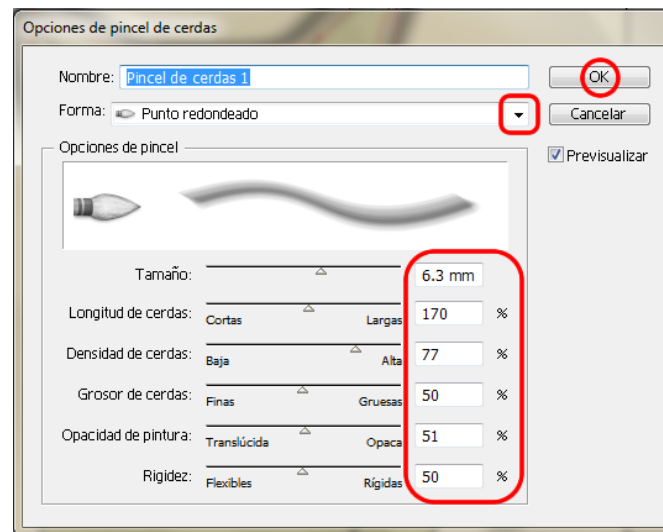 Opciones de pincel de cerdas
Nombre: Pincel de cerdas 1
OK
Forma: Punto redondeado
Cancelar
Opciones de pincel
Previsualizar
Tamaño: 6.3 mm
Longitud de cerdas: Cortas Largas 170 %
Densidad de cerdas: Baja Alta 77 %
Grosor de cerdas: Finas Gruesas 50 %
Opacidad de pintura: Translúcida Opaca 51 %
Rigidez: Flexibles Rígidas 50 %